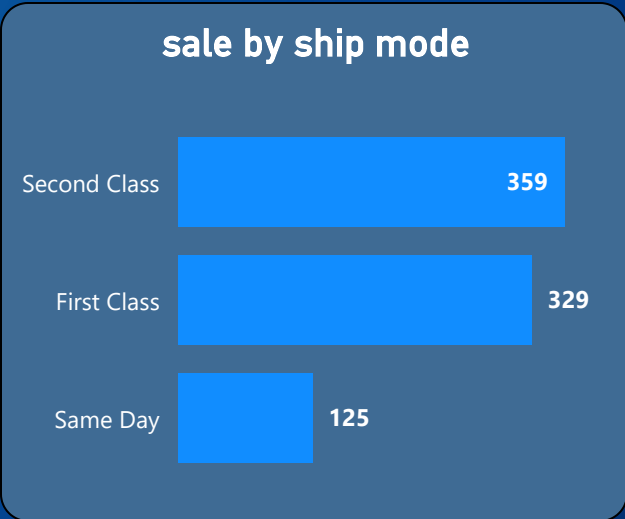 sale by ship mode
Second Class 359
First Class 329
Same Day 125